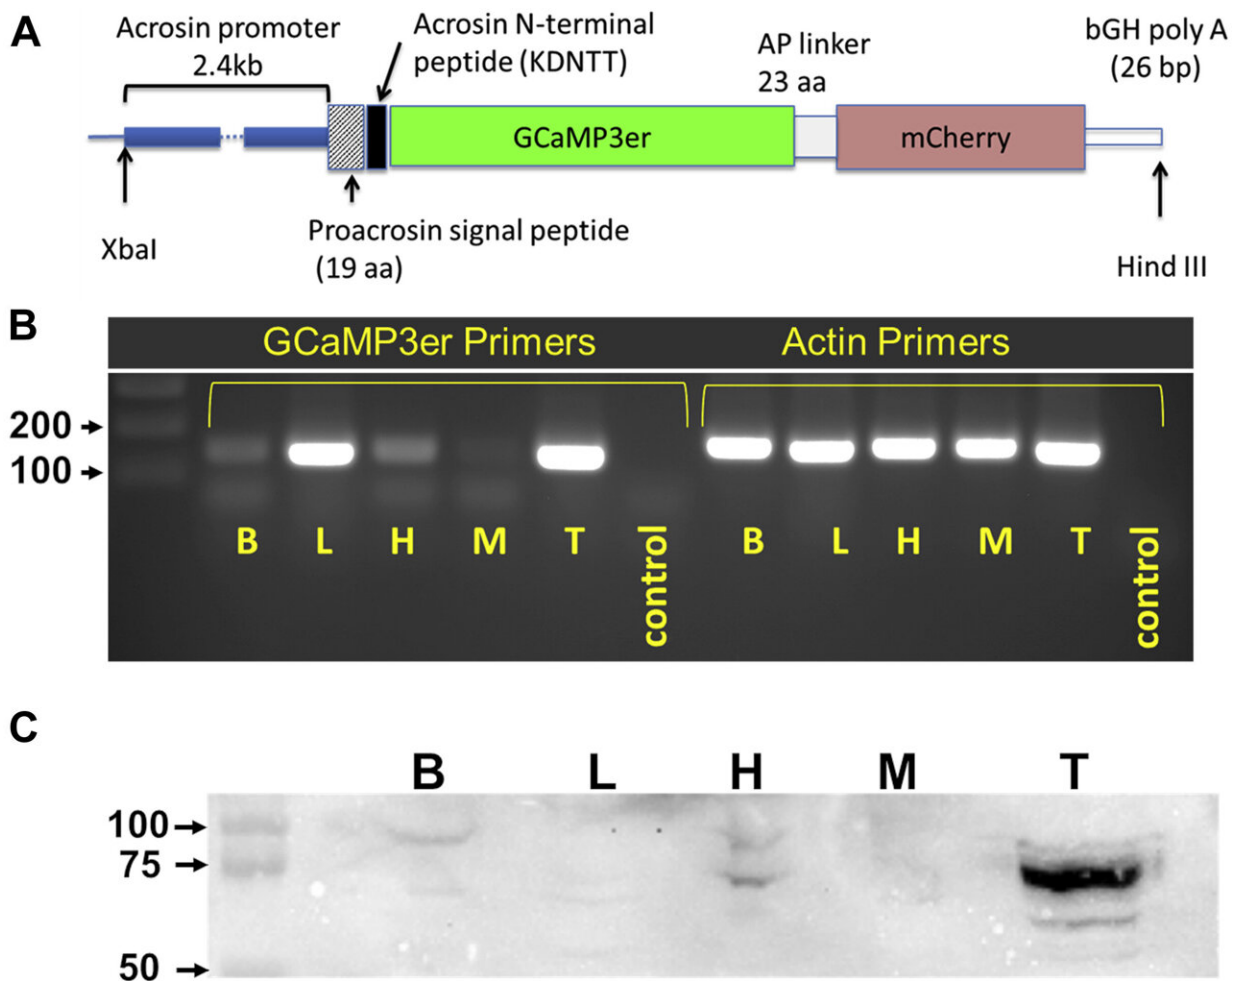 A
Acrosin promoter
2.4kb
Acrosin N-terminal
peptide (KDNTT)
AP linker
23 aa
bGH poly A
(26 bp)
GCaMP3er
mCherry
XbaI
Proacrosin signal peptide
(19 aa)
Hind III
B
GCaMP3er Primers
Actin Primers
200
100
B L H M T control
B L H M T control
C
B L H M T
100
75
50